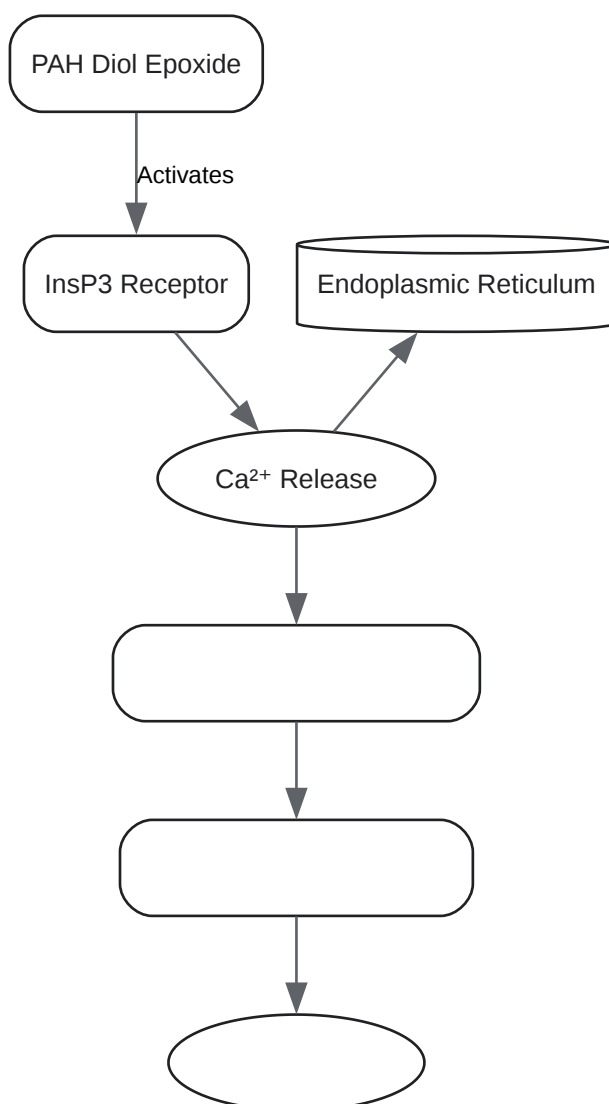 PAH Diol Epoxide
Activates
InsP3 Receptor
Endoplasmic Reticulum
Ca²⁺ Release